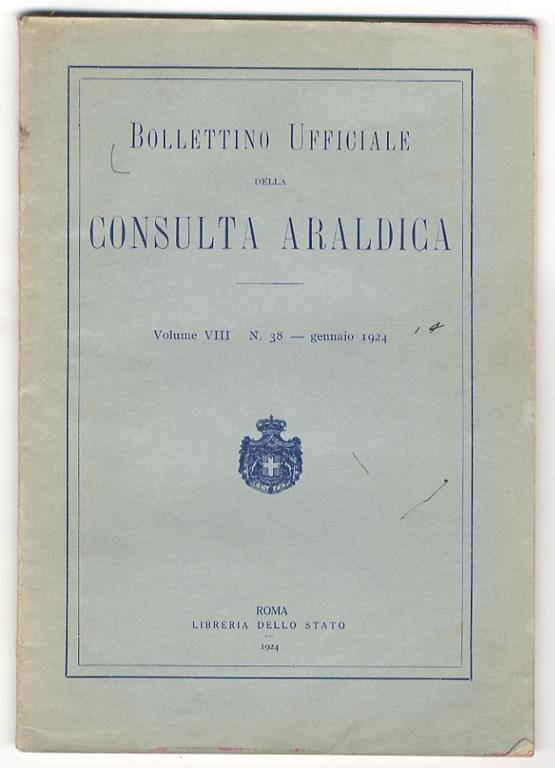 Bollettino Ufficiale
DELLA
CONSULTA ARALDICA
Volume VIII N. 38 — gennaio 1924
ROMA
LIBRERIA DELLO STATO
—
1924